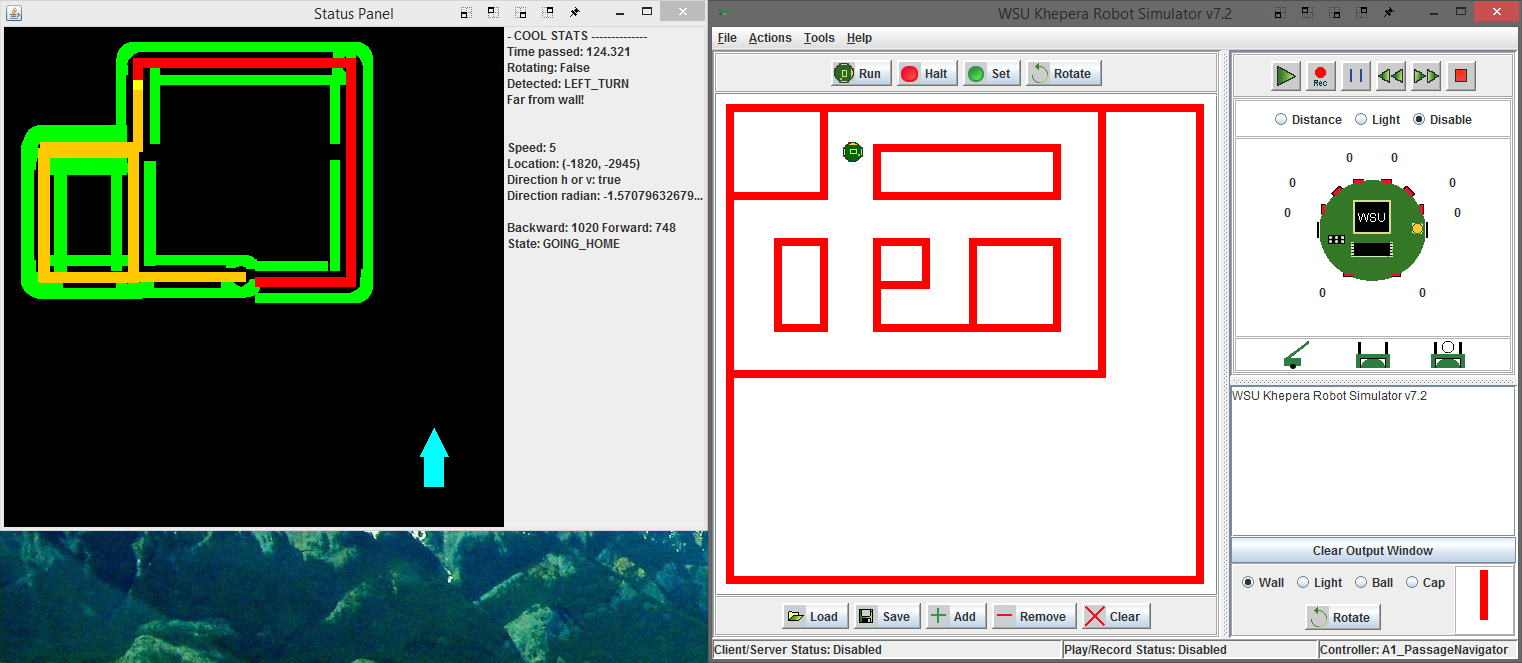 Status Panel
- COOL STATS --------------
Time passed: 124.321
Rotating: False
Detected: LEFT_TURN
Far from wall!
Speed: 5
Location: (-1820, -2945)
Direction h or v: true
Direction radian: -1.57079632679...
Backward: 1020 Forward: 748
State: GOING_HOME
WSU Khepera Robot Simulator v7.2
File Actions Tools Help
Run Halt Set Rotate
Rec
Distance Light Disable
0 0
0 0
0 0
WSU
0 0
WSU Khepera Robot Simulator v7.2
Clear Output Window
Wall Light Ball Cap
Rotate
Load Save Add Remove Clear
Client/Server Status: Disabled
Play/Record Status: Disabled
Controller: A1_PassageNavigator